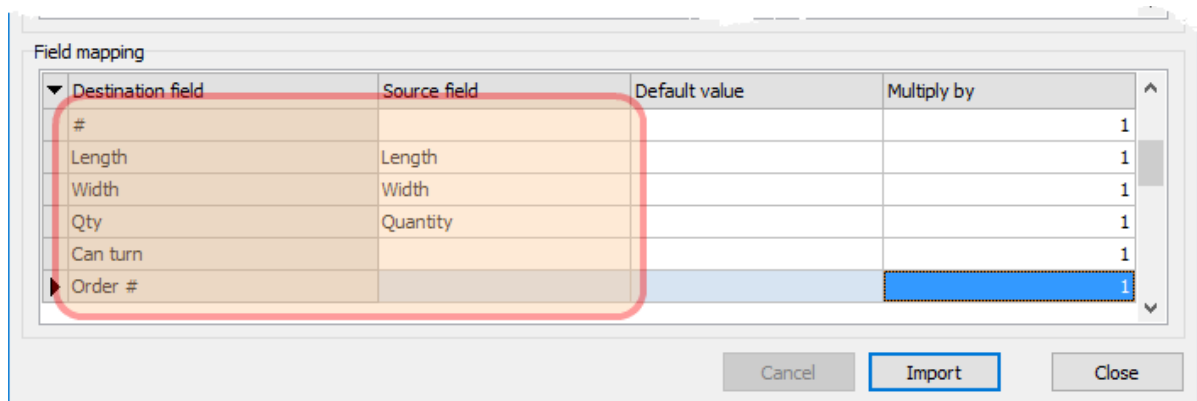 Field mapping
Destination field Source field Default value Multiply by
# 1
Length Length 1
Width Width 1
Qty Quantity 1
Can turn 1
Order # 1
Cancel Import Close